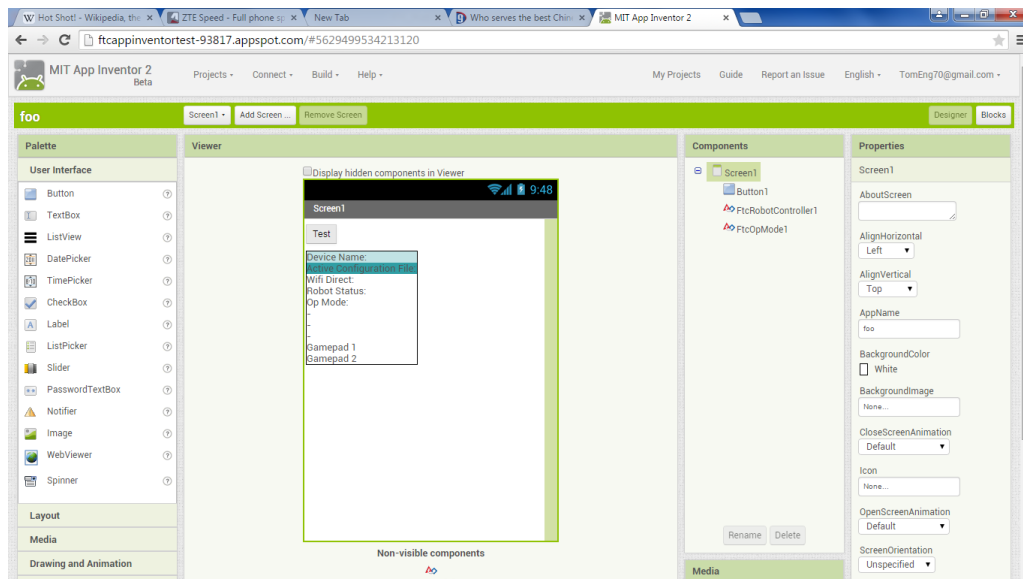 Hot Shot! - Wikipedia, the
ZTE Speed - Full phone sp
New Tab
Who serves the best Chin
MIT App Inventor 2
ftcappinventortest-93817.appspot.com/#5629499534213120
MIT App Inventor 2
Beta
Projects
Connect
Build
Help
My Projects
Guide
Report an Issue
English
TomEng70@gmail.com
foo
Screen1
Add Screen ...
Remove Screen
Designer
Blocks
Palette
User Interface
Button
TextBox
ListView
DatePicker
TimePicker
CheckBox
Label
ListPicker
Slider
PasswordTextBox
Notifier
Image
WebViewer
Spinner
Layout
Media
Drawing and Animation
Viewer
Display hidden components in Viewer
9:48
Screen1
Test
Device Name:
Active Configuration File:
Wifi Direct:
Robot Status:
Op Mode:
-
-
-
Gamepad 1
Gamepad 2
Non-visible components
Components
Screen1
Button1
FtcRobotController1
FtcOpMode1
Rename
Delete
Media
Properties
Screen1
AboutScreen
AlignHorizontal
Left
AlignVertical
Top
AppName
foo
BackgroundColor
White
BackgroundImage
None...
CloseScreenAnimation
Default
Icon
None...
OpenScreenAnimation
Default
ScreenOrientation
Unspecified